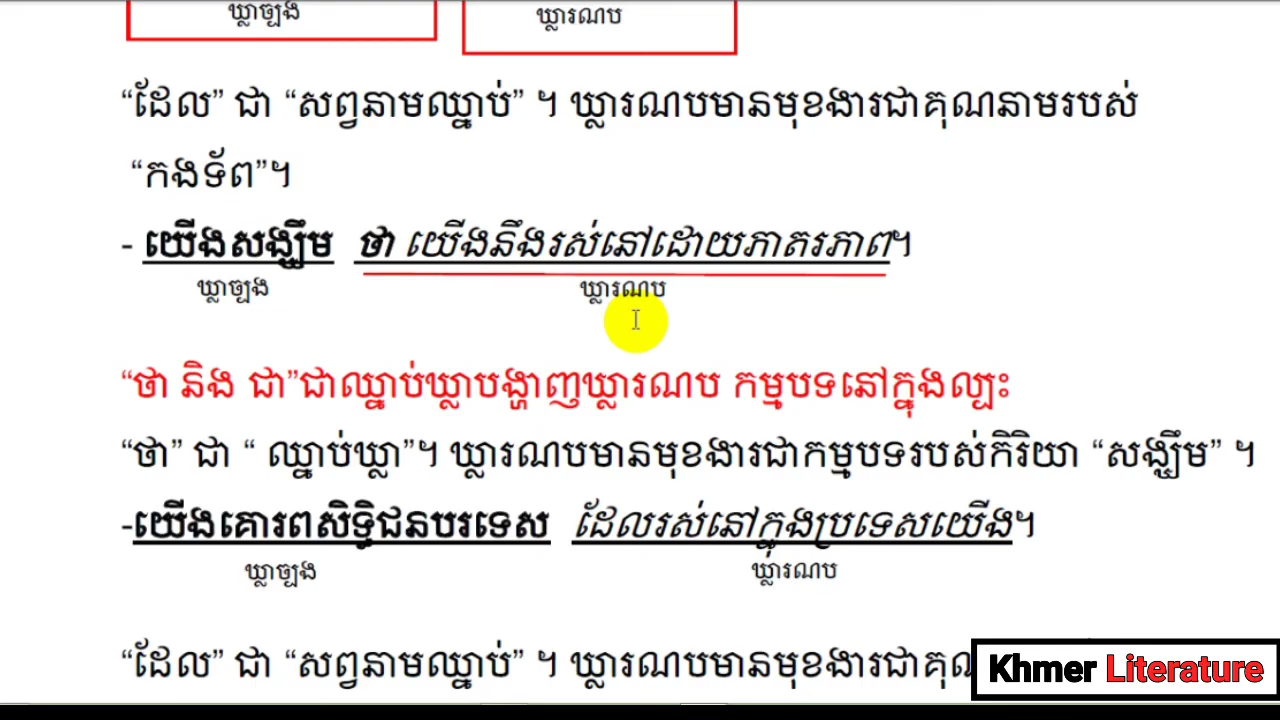 ឃ្លាច្បង ឃ្លារណប
“ដែល” ជា “សព្វនាមឈ្នាប់” ។ ឃ្លារណបមានមុខងារជាគុណនាមរបស់
“កងទ័ព”។
- យើងសង្ឃឹម ថា យើងនឹងរស់នៅដោយភាតរភាព។
ឃ្លាច្បង ឃ្លារណប
“ថា និង ជា”ជាឈ្នាប់ឃ្លាបង្ហាញឃ្លារណប កម្មបទនៅក្នុងល្បះ
“ថា” ជា “ ឈ្នាប់ឃ្លា”។ ឃ្លារណបមានមុខងារជាកម្មបទរបស់កិរិយា “សង្ឃឹម” ។
-យើងគោរពសិទ្ធិជនបរទេស ដែលរស់នៅក្នុងប្រទេសយើង។
ឃ្លាច្បង ឃ្លារណប
“ដែល” ជា “សព្វនាមឈ្នាប់” ។ ឃ្លារណបមានមុខងារជាគុណ
Khmer Literature